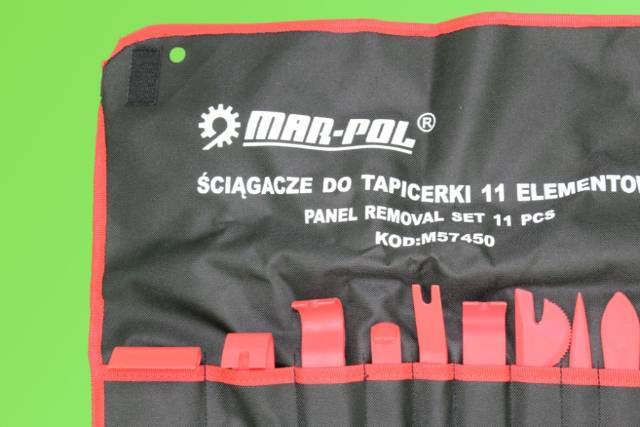 MAR-POL®
ŚCIĄGACZE DO TAPICERKI 11 ELEMENTOW
PANEL REMOVAL SET 11 PCS
KOD:M57450